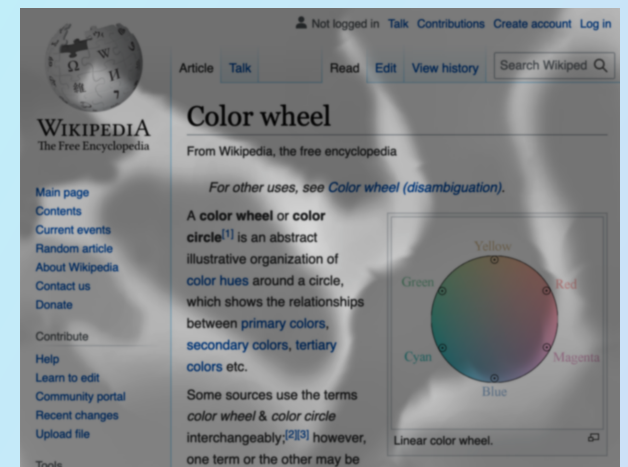 Not logged in Talk Contributions Create account Log in
Article Talk Read Edit View history Search Wikiped
WIKIPEDIA
The Free Encyclopedia
Main page
Contents
Current events
Random article
About Wikipedia
Contact us
Donate
Contribute
Help
Learn to edit
Community portal
Recent changes
Upload file
Tools
Color wheel
From Wikipedia, the free encyclopedia
For other uses, see Color wheel (disambiguation).
A color wheel or color
circle[1] is an abstract
illustrative organization of
color hues around a circle,
which shows the relationships
between primary colors,
secondary colors, tertiary
colors etc.
Some sources use the terms
color wheel & color circle
interchangeably;[2][3] however,
one term or the other may be
Yellow
Green
Red
Cyan
Magenta
Blue
Linear color wheel.